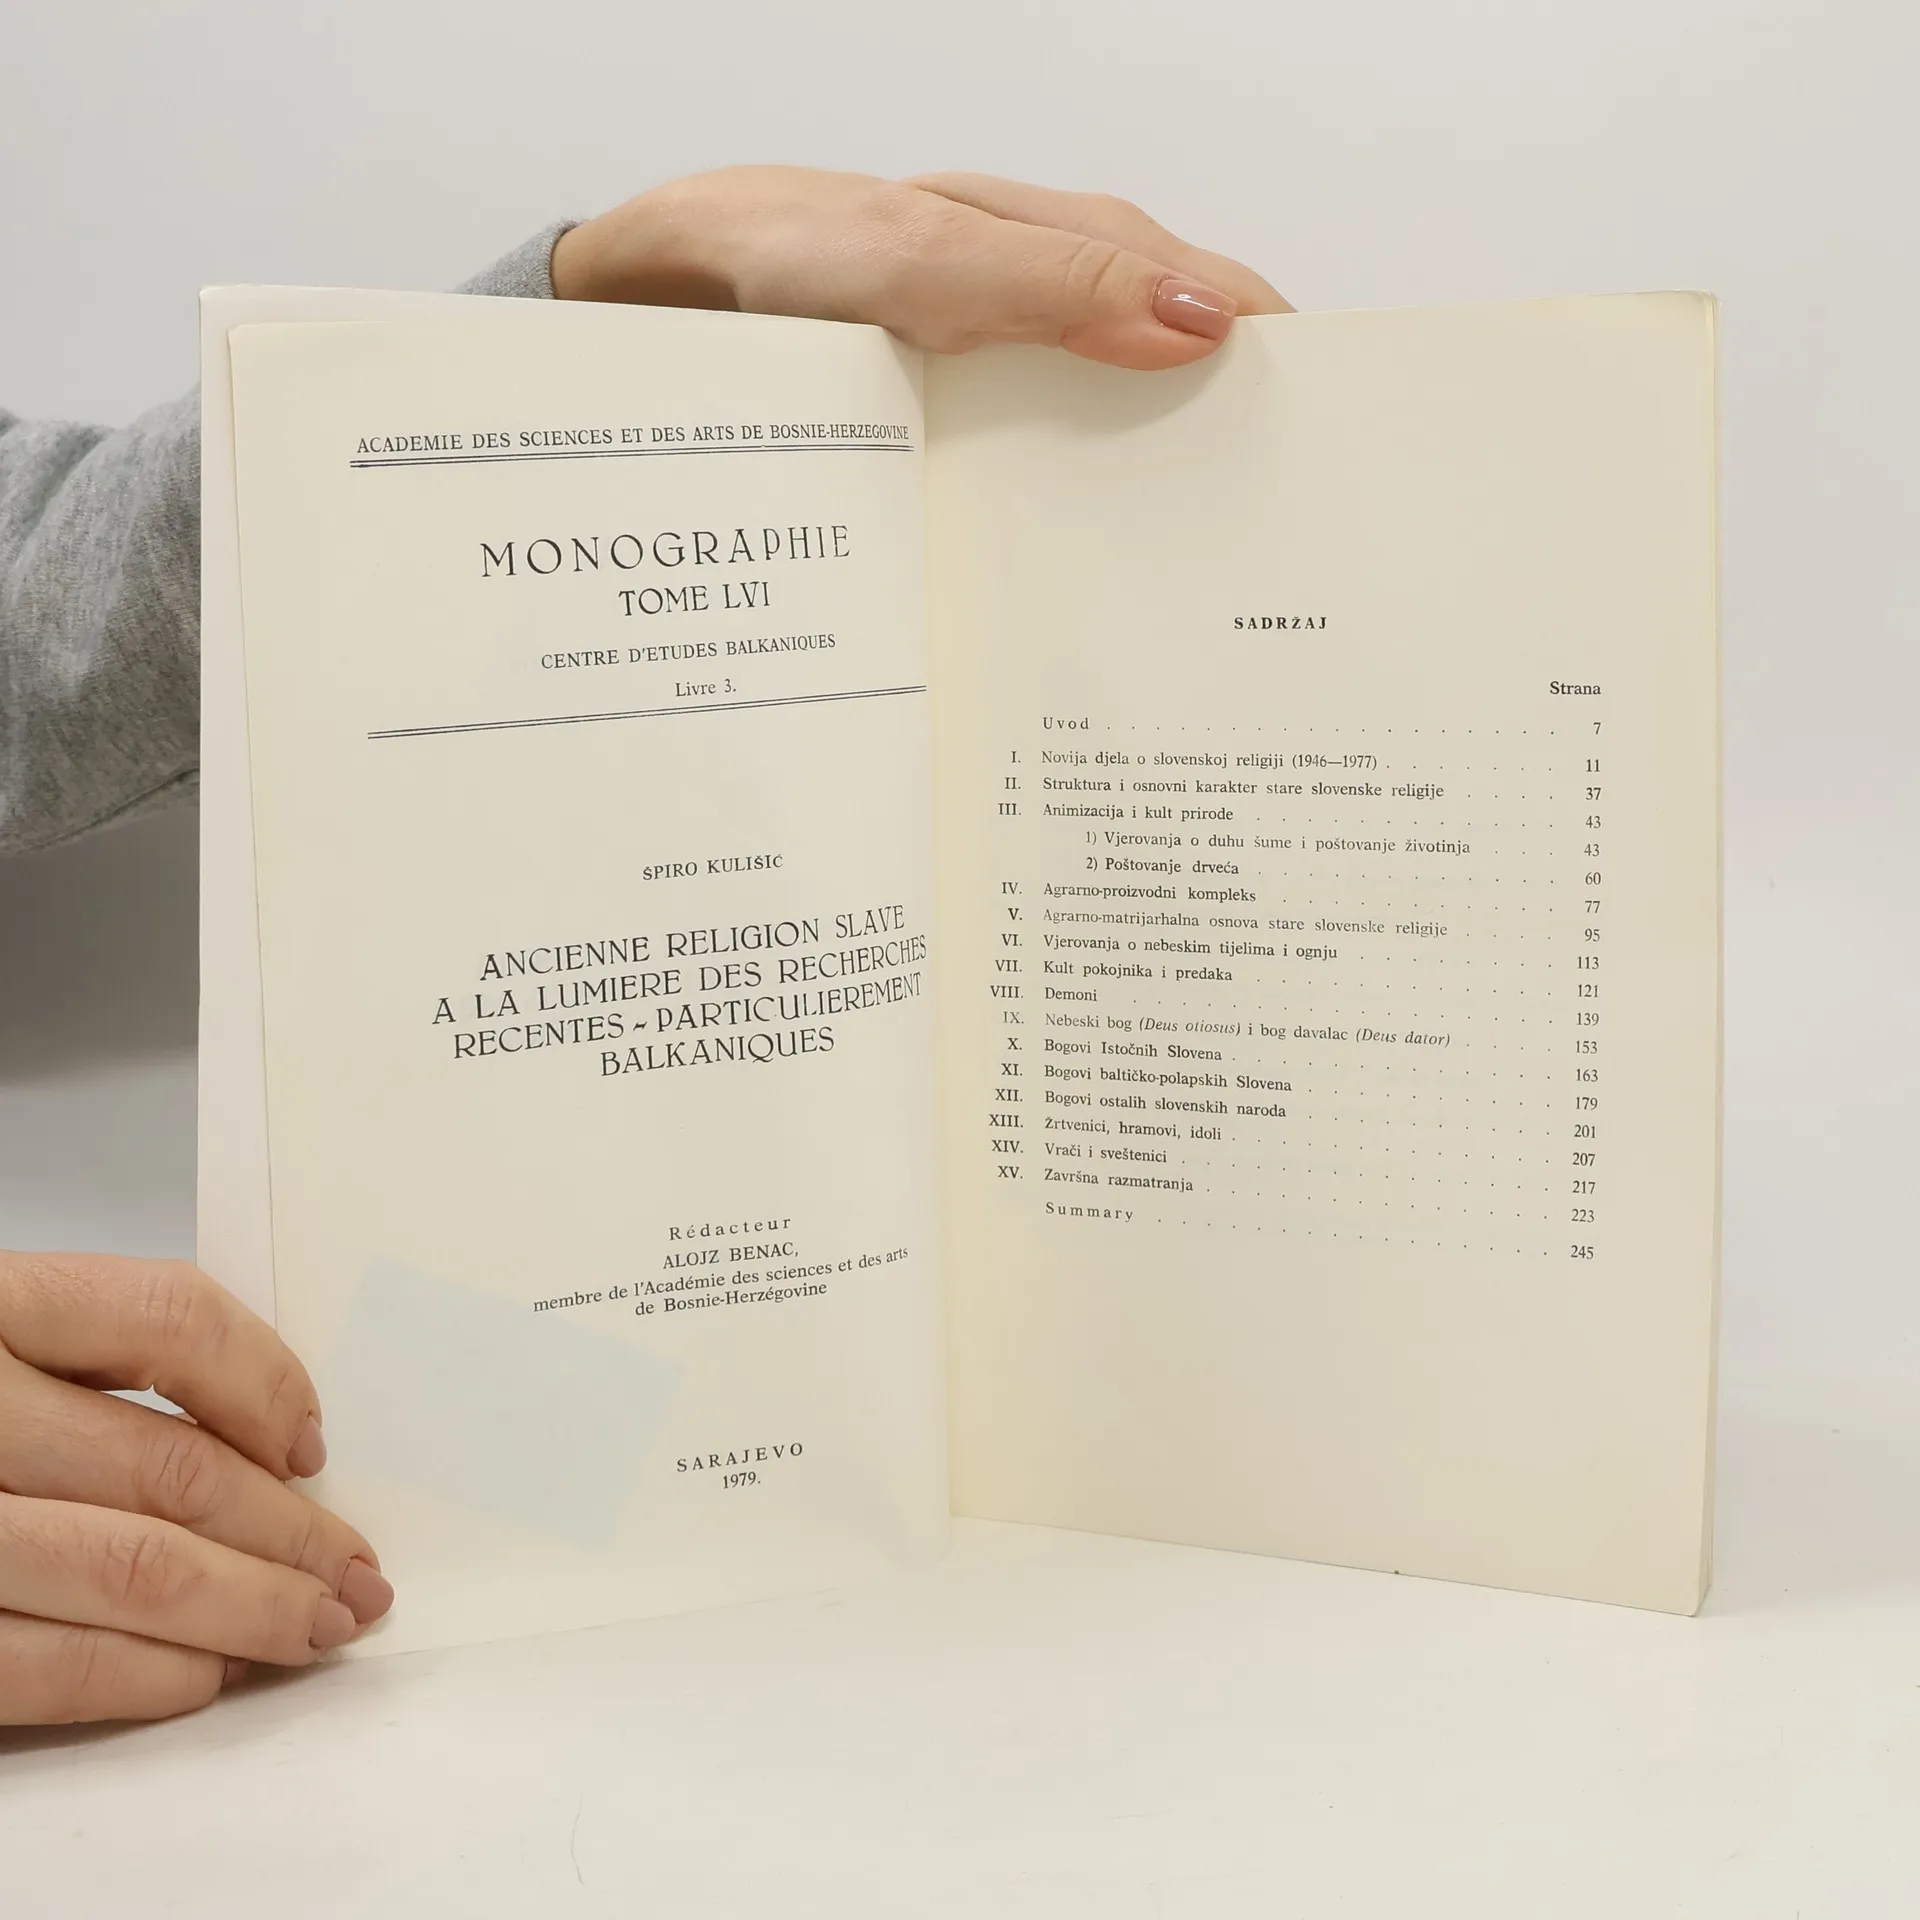 ACADEMIE DES SCIENCES ET DES ARTS DE BOSNIE-HERZEGOVINE
MONOGRAPHIE
TOME LVI
CENTRE D'ETUDES BALKANIQUES
Livre 3.
ŠPIRO KULIŠIĆ
ANCIENNE RELIGION SLAVE
A LA LUMIERE DES RECHERCHES
RECENTES - PARTICULIEREMENT
BALKANIQUES
Rédacteur
ALOJZ BENAC,
membre de l'Académie des sciences et des arts
de Bosnie-Herzégovine
SARAJEVO
1979.
SADRŽAJ
Strana
Uvod . . . . . . . . . . . . . . . . . . 7
I. Novija djela o slovenskoj religiji (1946—1977) . . . . . . . 11
II. Struktura i osnovni karakter stare slovenske religije . . . . 37
III. Animizacija i kult prirode . . . . . . . . . . . . 43
1) Vjerovanja o duhu šume i poštovanje životinja . . . 43
2) Poštovanje drveća . . . . . . . . . . . . 60
IV. Agrarno-proizvodni kompleks . . . . . . . . . . . 77
V. Agrarno-matrijarhalna osnova stare slovenske religije . . . . 95
VI. Vjerovanja o nebeskim tijelima i ognju . . . . . . . . 113
VII. Kult pokojnika i predaka . . . . . . . . . . . . 121
VIII. Demoni . . . . . . . . . . . . . . . . . 139
IX. Nebeski bog (Deus otiosus) i bog davalac (Deus dator) . . . . 153
X. Bogovi Istočnih Slovena . . . . . . . . . . . . . 163
XI. Bogovi baltičko-polapskih Slovena . . . . . . . . . . 179
XII. Bogovi ostalih slovenskih naroda . . . . . . . . . . 201
XIII. Žrtvenici, hramovi, idoli . . . . . . . . . . . . . 207
XIV. Vrači i sveštenici . . . . . . . . . . . . . . . 217
XV. Završna razmatranja . . . . . . . . . . . . . . 223
Summary . . . . . . . . . . . . . . . . 245